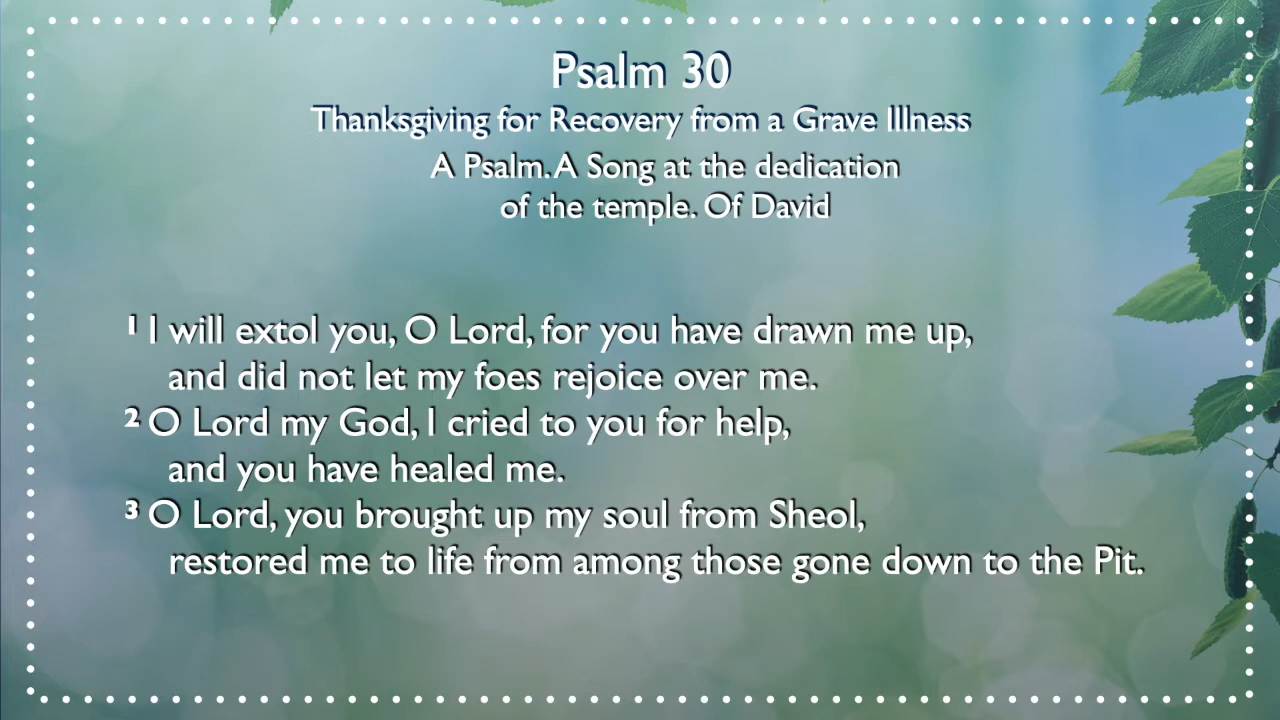 Psalm 30
Thanksgiving for Recovery from a Grave Illness
A Psalm. A Song at the dedication
of the temple. Of David
1 I will extol you, O Lord, for you have drawn me up,
and did not let my foes rejoice over me.
2 O Lord my God, I cried to you for help,
and you have healed me.
3 O Lord, you brought up my soul from Sheol,
restored me to life from among those gone down to the Pit.